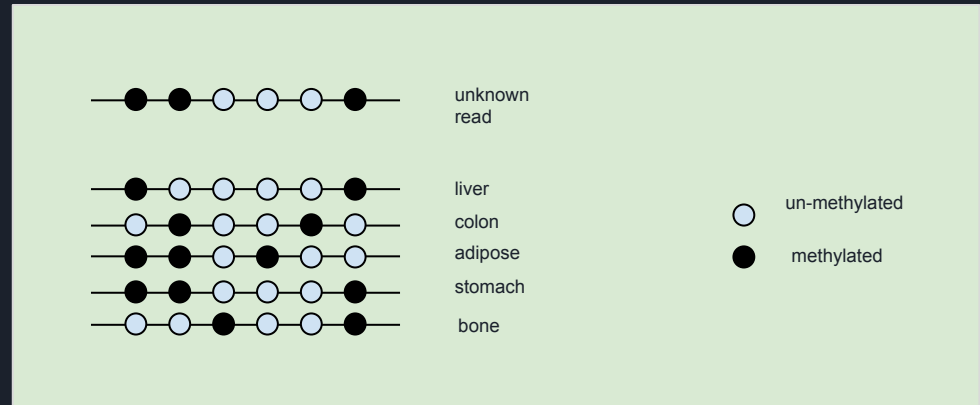 unknown
read
liver
colon
adipose
stomach
bone
un-methylated
methylated